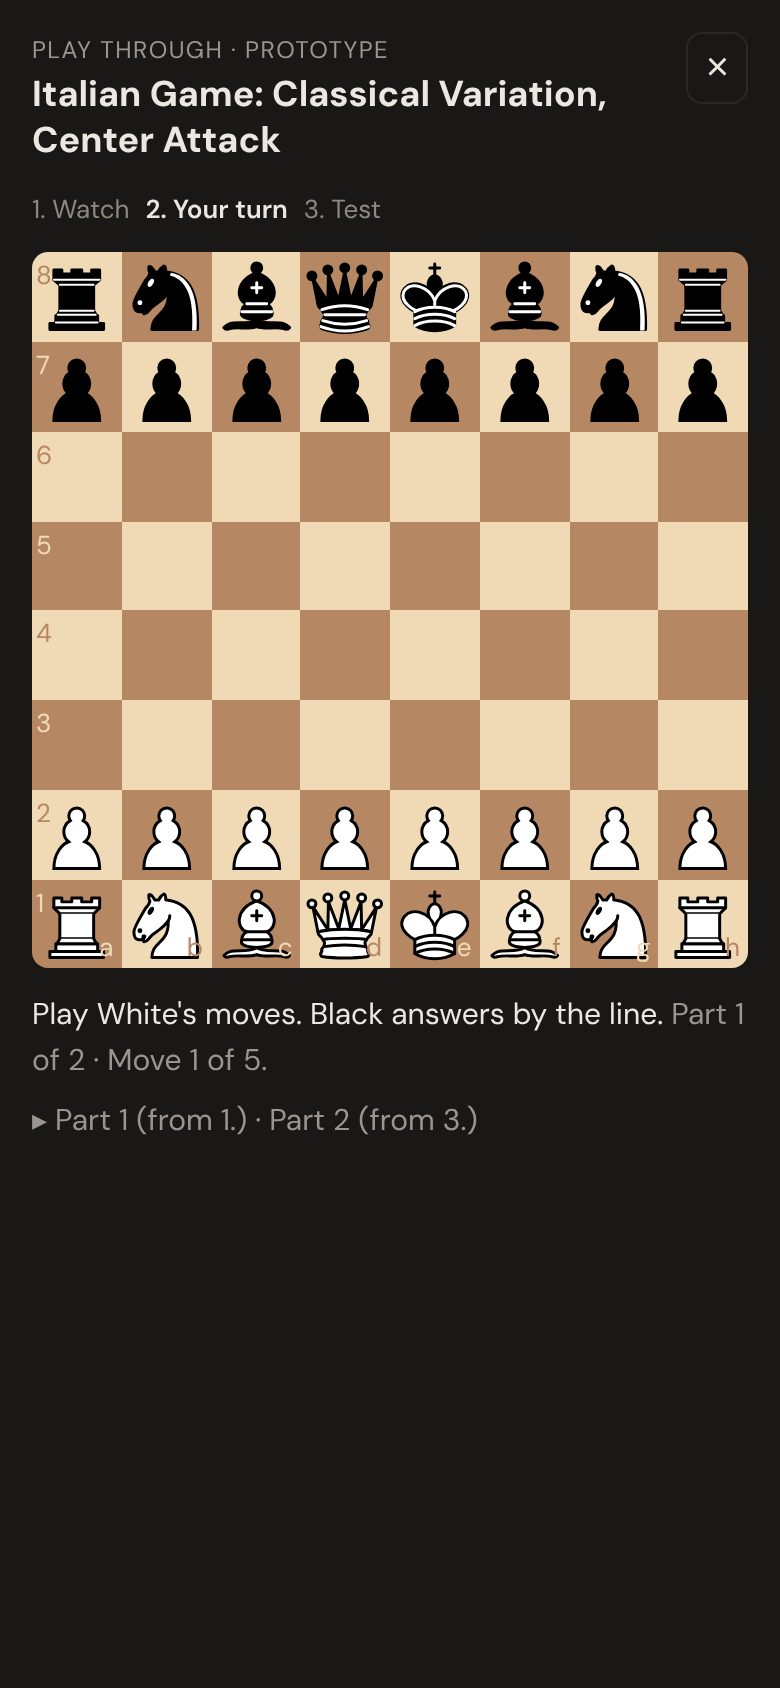 PLAY THROUGH · PROTOTYPE
✕
Italian Game: Classical Variation,
Center Attack
1. Watch 2. Your turn 3. Test
8
7
6
5
4
3
2
1
a b c d e f g h
Play White's moves. Black answers by the line. Part 1
of 2 · Move 1 of 5.
▸ Part 1 (from 1.) · Part 2 (from 3.)